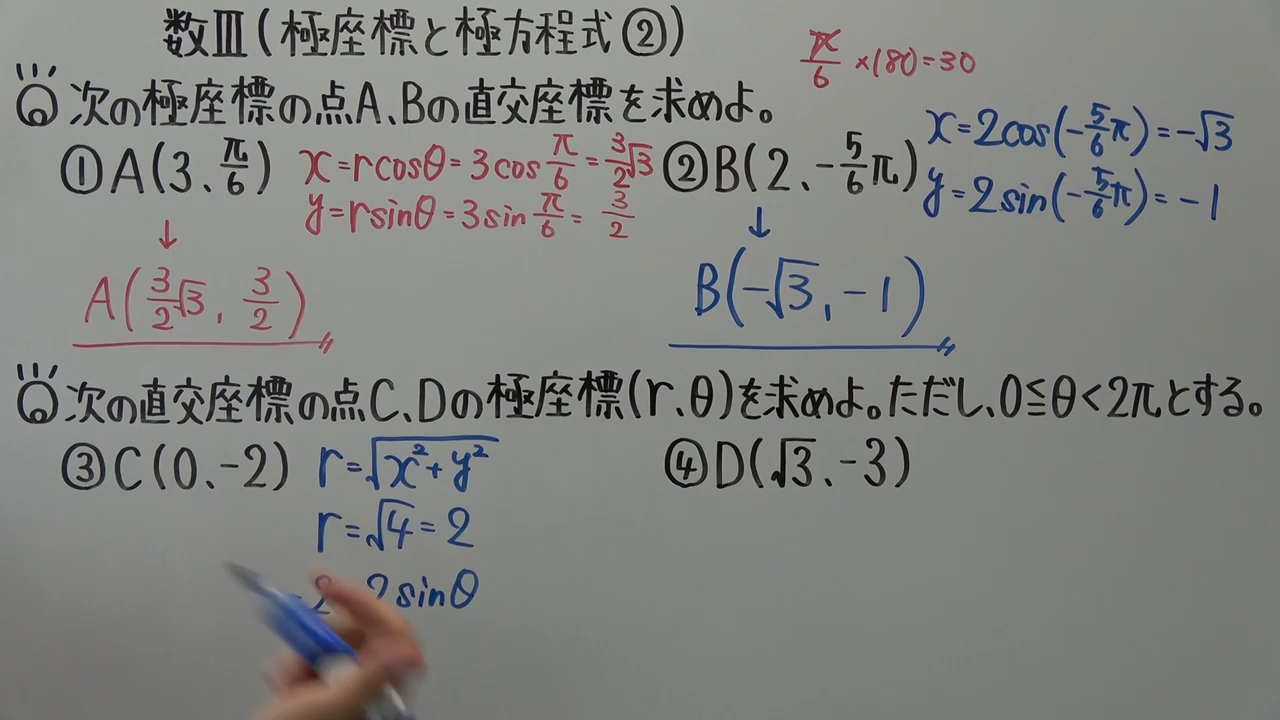 数Ⅲ(極座標と極方程式②)
π/6 ×180=30
Q 次の極座標の点A、Bの直交座標を求めよ。
①A(3、π/6)
x=rcosθ=3cosπ/6=3/2√3
y=rsinθ=3sinπ/6=3/2
↓
A(3/2√3, 3/2)
②B(2、-5/6π)
x=2cos(-5/6π)=-√3
y=2sin(-5/6π)=-1
↓
B(-√3, -1)
Q 次の直交座標の点C、Dの極座標(r、θ)を求めよ。ただし、0≦θ<2πとする。
③C(0、-2)
r=√x²+y²
r=√4=2
2sinθ
④D(√3、-3)